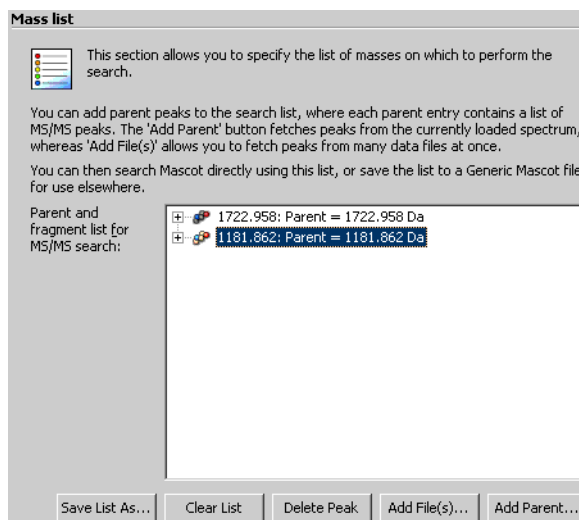 Mass list
This section allows you to specify the list of masses on which to perform the
search.
You can add parent peaks to the search list, where each parent entry contains a list of
MS/MS peaks. The 'Add Parent' button fetches peaks from the currently loaded spectrum,
whereas 'Add File(s)' allows you to fetch peaks from many data files at once.
You can then search Mascot directly using this list, or save the list to a Generic Mascot file
for use elsewhere.
Parent and
fragment list for
MS/MS search:
1722.958: Parent = 1722.958 Da
1181.862: Parent = 1181.862 Da
Save List As... Clear List Delete Peak Add File(s)... Add Parent...